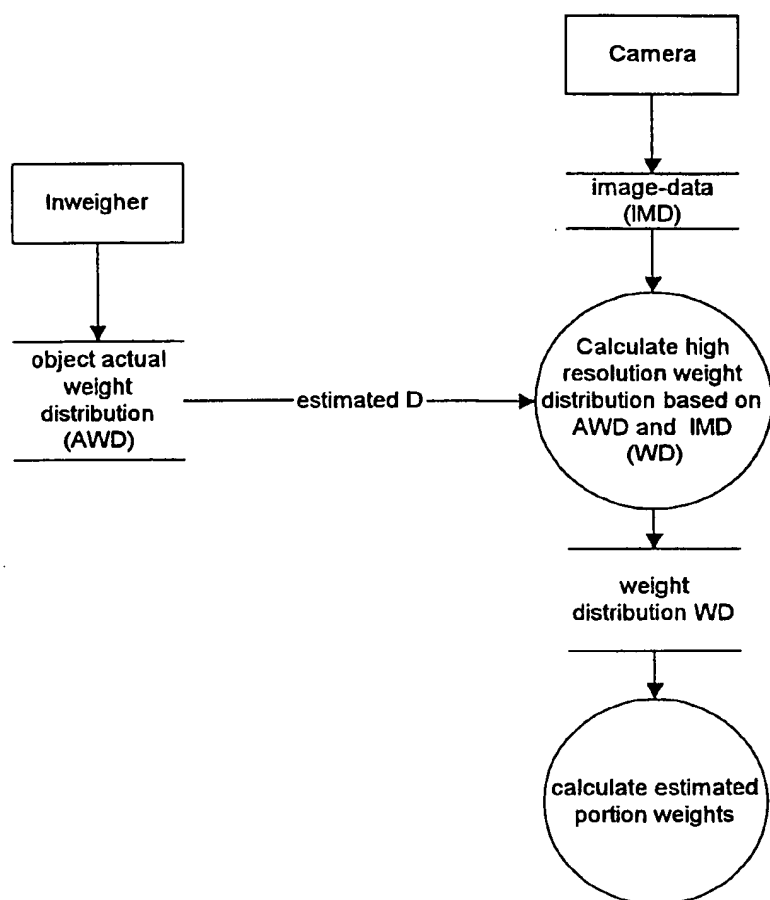 Camera
image-data
(IMD)
Inweigher
object actual
weight
distribution
(AWD)
estimated D
Calculate high
resolution weight
distribution based on
AWD and IMD
(WD)
weight
distribution WD
calculate estimated
portion weights